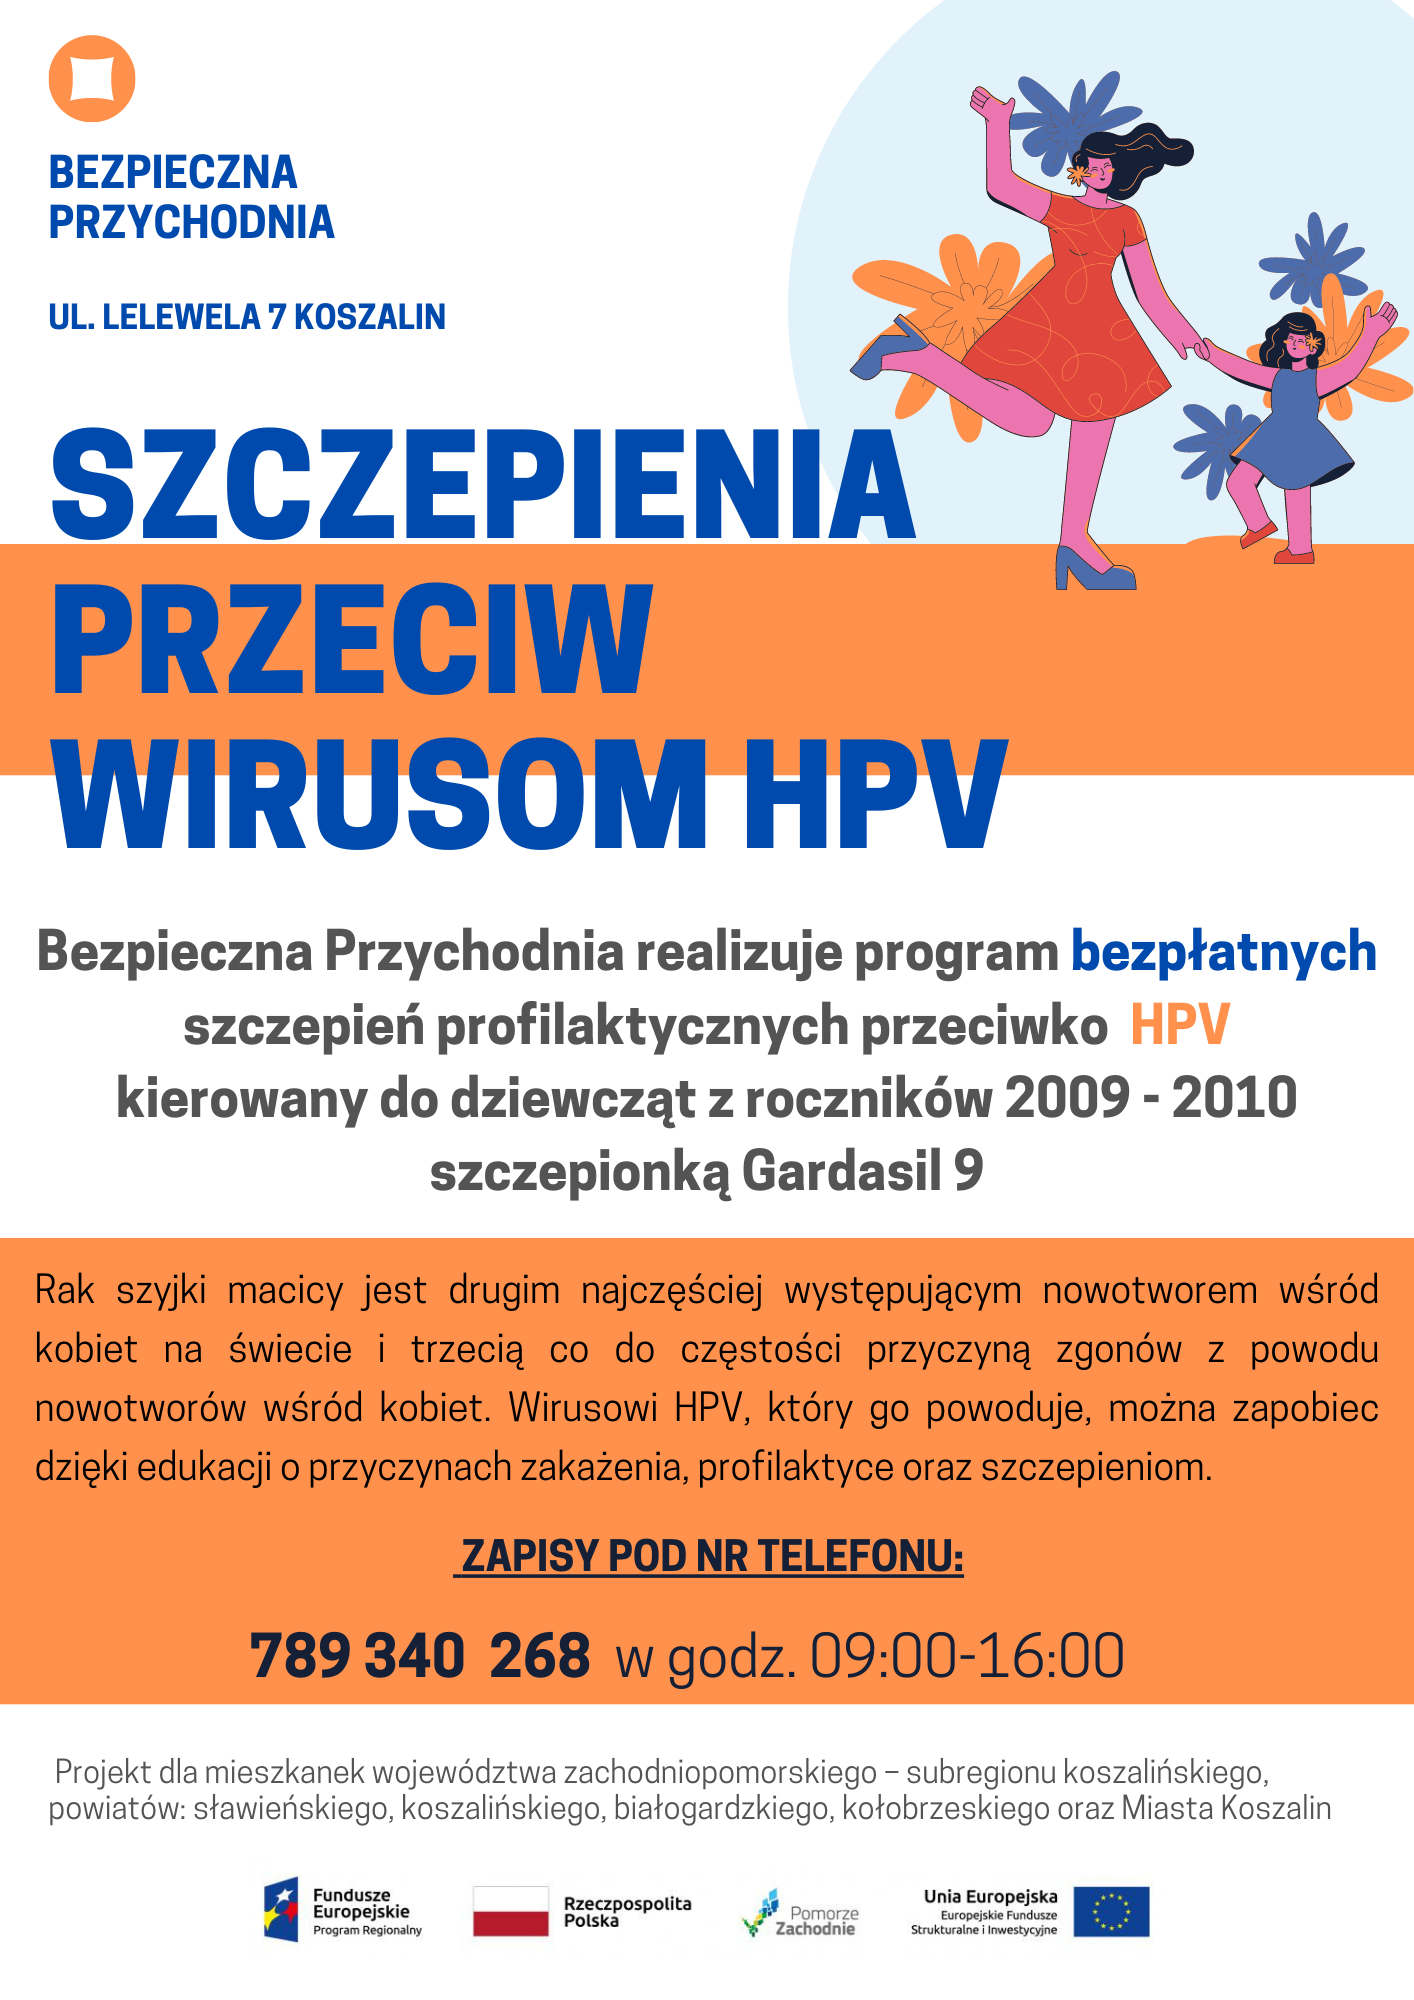 BEZPIECZNA
PRZYCHODNIA
UL. LELEWELA 7 KOSZALIN
SZCZEPIENIA
PRZECIW
WIRUSOM HPV
Bezpieczna Przychodnia realizuje program bezpłatnych
szczepień profilaktycznych przeciwko HPV
kierowany do dziewcząt z roczników 2009 - 2010
szczepionką Gardasil 9
Rak szyjki macicy jest drugim najczęściej występującym nowotworem wśród
kobiet na świecie i trzecią co do częstości przyczyną zgonów z powodu
nowotworów wśród kobiet. Wirusowi HPV, który go powoduje, można zapobiec
dzięki edukacji o przyczynach zakażenia, profilaktyce oraz szczepieniom.
ZAPISY POD NR TELEFONU:
789 340 268 w godz. 09:00-16:00
Projekt dla mieszkanek województwa zachodniopomorskiego – subregionu koszalińskiego,
powiatów: sławieńskiego, koszalińskiego, białogardzkiego, kołobrzeskiego oraz Miasta Koszalin
Fundusze
Europejskie
Program Regionalny
Rzeczpospolita
Polska
Pomorze
Zachodnie
Unia Europejska
Europejskie Fundusze
Strukturalne i Inwestycyjne